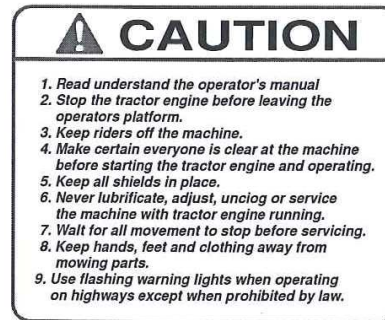 CAUTION
1. Read understand the operator's manual
2. Stop the tractor engine before leaving the
operators platform.
3. Keep riders off the machine.
4. Make certain everyone is clear at the machine
before starting the tractor engine and operating.
5. Keep all shields in place.
6. Never lubrificate, adjust, unciog or service
the machine with tractor engine running.
7. Walt for all movement to stop before servicing.
8. Keep hands, feet and clothing away from
mowing parts.
9. Use flashing warning lights when operating
on highways except when prohibited by law.